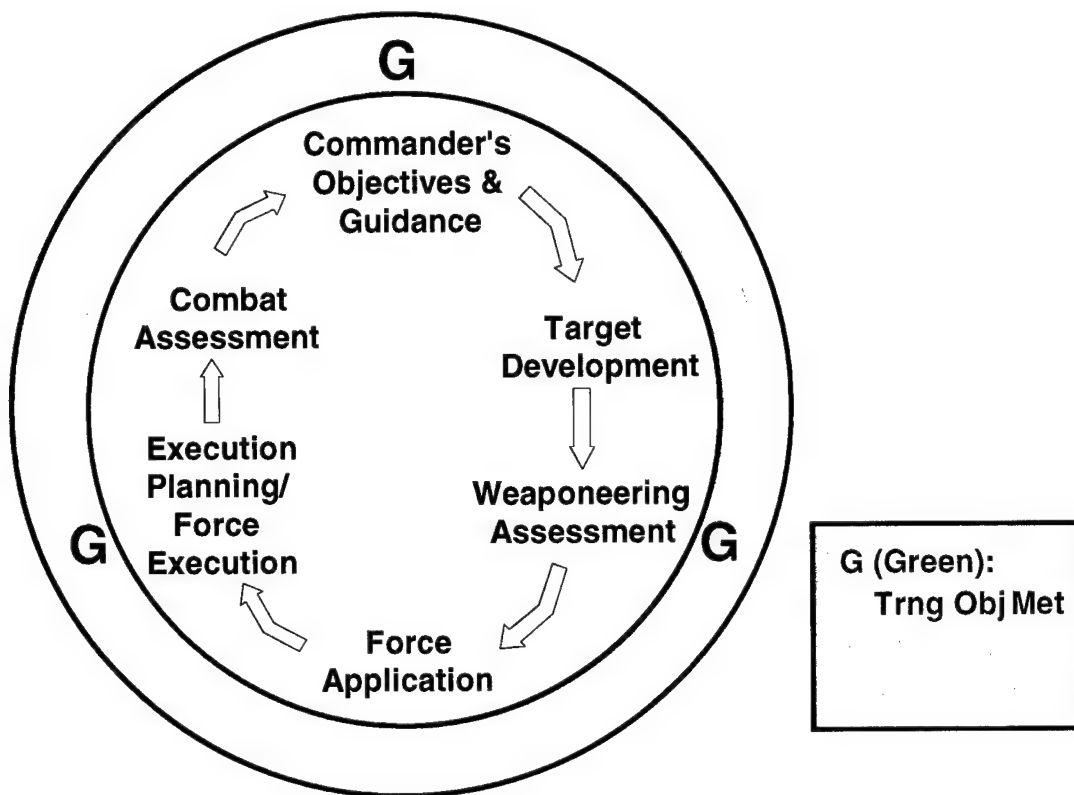 G
Commander's
Objectives &
Guidance
Target
Development
Weaponeering
Assessment
Force
Application
Execution
Planning/
Force
Execution
Combat
Assessment
G
G
G (Green):
Trng Obj Met